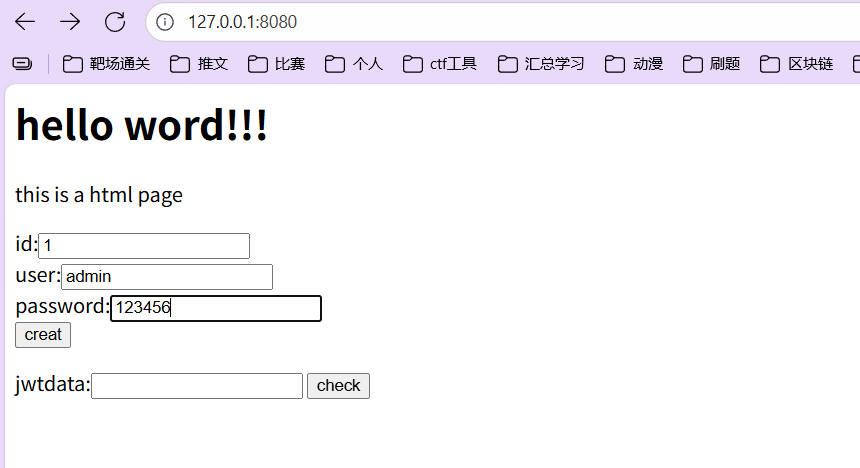 127.0.0.1:8080
靶场通关 推文 比赛 个人 ctf工具 汇总学习 动漫 刷题 区块链
hello word!!!
this is a html page
id: 1
user: admin
password: 123456
creat
jwtdata: check